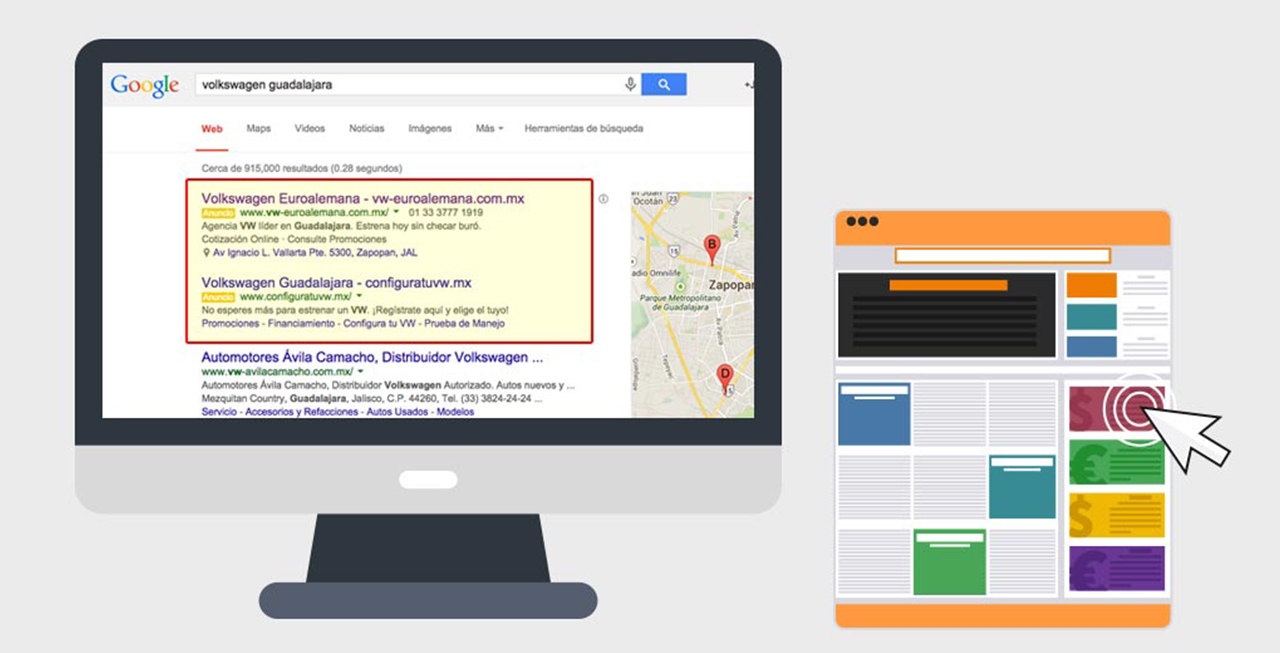 Google
volkswagen guadalajara
Web Maps Videos Noticias Imágenes Más Herramientas de búsqueda
Cerca de 915,000 resultados (0.28 segundos)
Volkswagen Euroalemana - vw-euroalemana.com.mx
Anuncio www.vw-euroalemana.com.mx/ 01 33 3777 1919
Agencia VW líder en Guadalajara. Estrena hoy sin checar buró.
Cotización Online · Consulte Promociones
Av Ignacio L. Vallarta Pte. 5300, Zapopan, JAL
Volkswagen Guadalajara - configuratuvw.mx
Anuncio www.configuratuvw.mx/
No esperes más para estrenar un VW. ¡Regístrate aquí y elige el tuyo!
Promociones - Financiamiento - Configura tu VW - Prueba de Manejo
Automotores Ávila Camacho, Distribuidor Volkswagen ...
www.vw-avilacamacho.com.mx/
Automotores Ávila Camacho, Distribuidor Volkswagen Autorizado. Autos nuevos y ...
Mezquitan Country, Guadalajara, Jalisco, C.P. 44260, Tel. (33) 3824-24-24 ...
Servicio - Accesorios y Refacciones - Autos Usados - Modelos
Ocotán
23
B
15
adio Omnilife
Zapopan
Parque Metropolitano
de Guadalajara
D
$
€
$
€